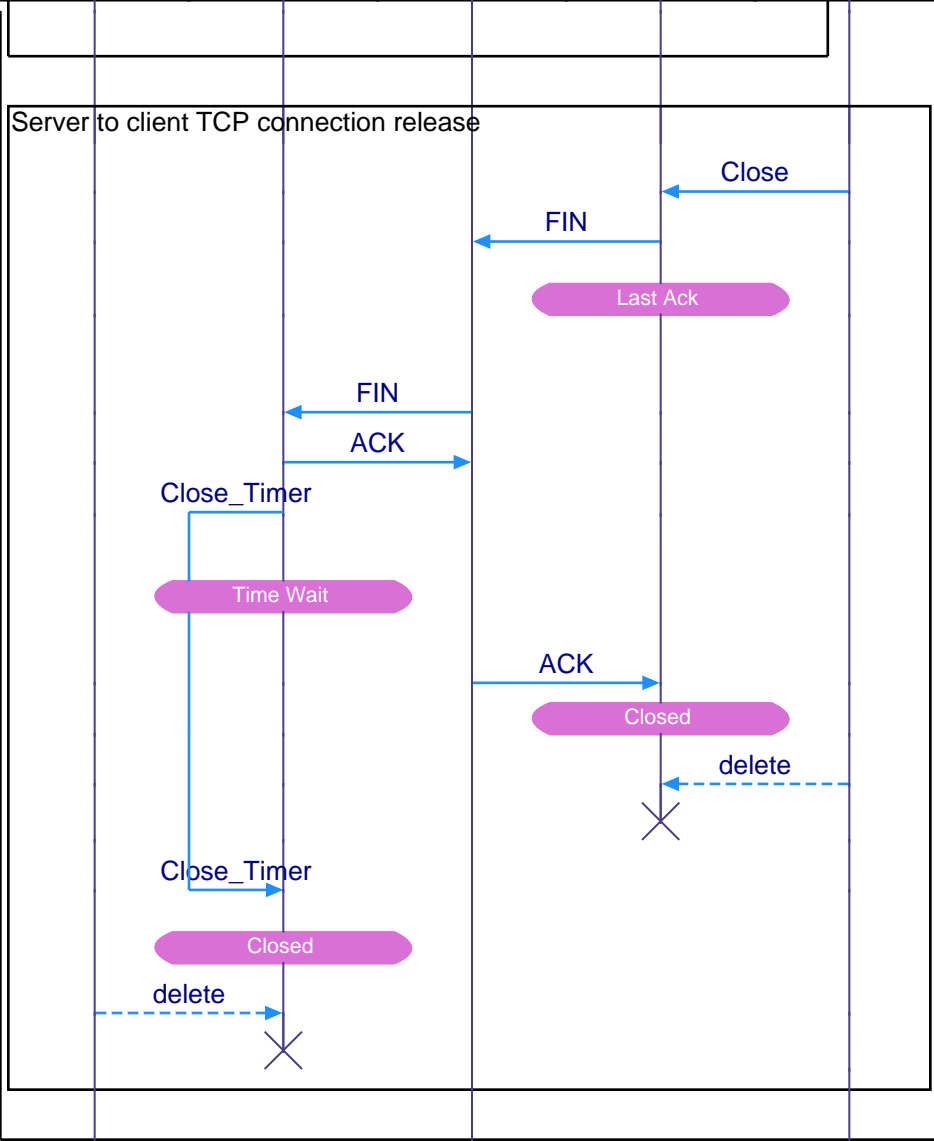 Server to client TCP connection release
Close
FIN
Last Ack
FIN
ACK
Close_Timer
Time Wait
ACK
Closed
delete
Close_Timer
Closed
delete